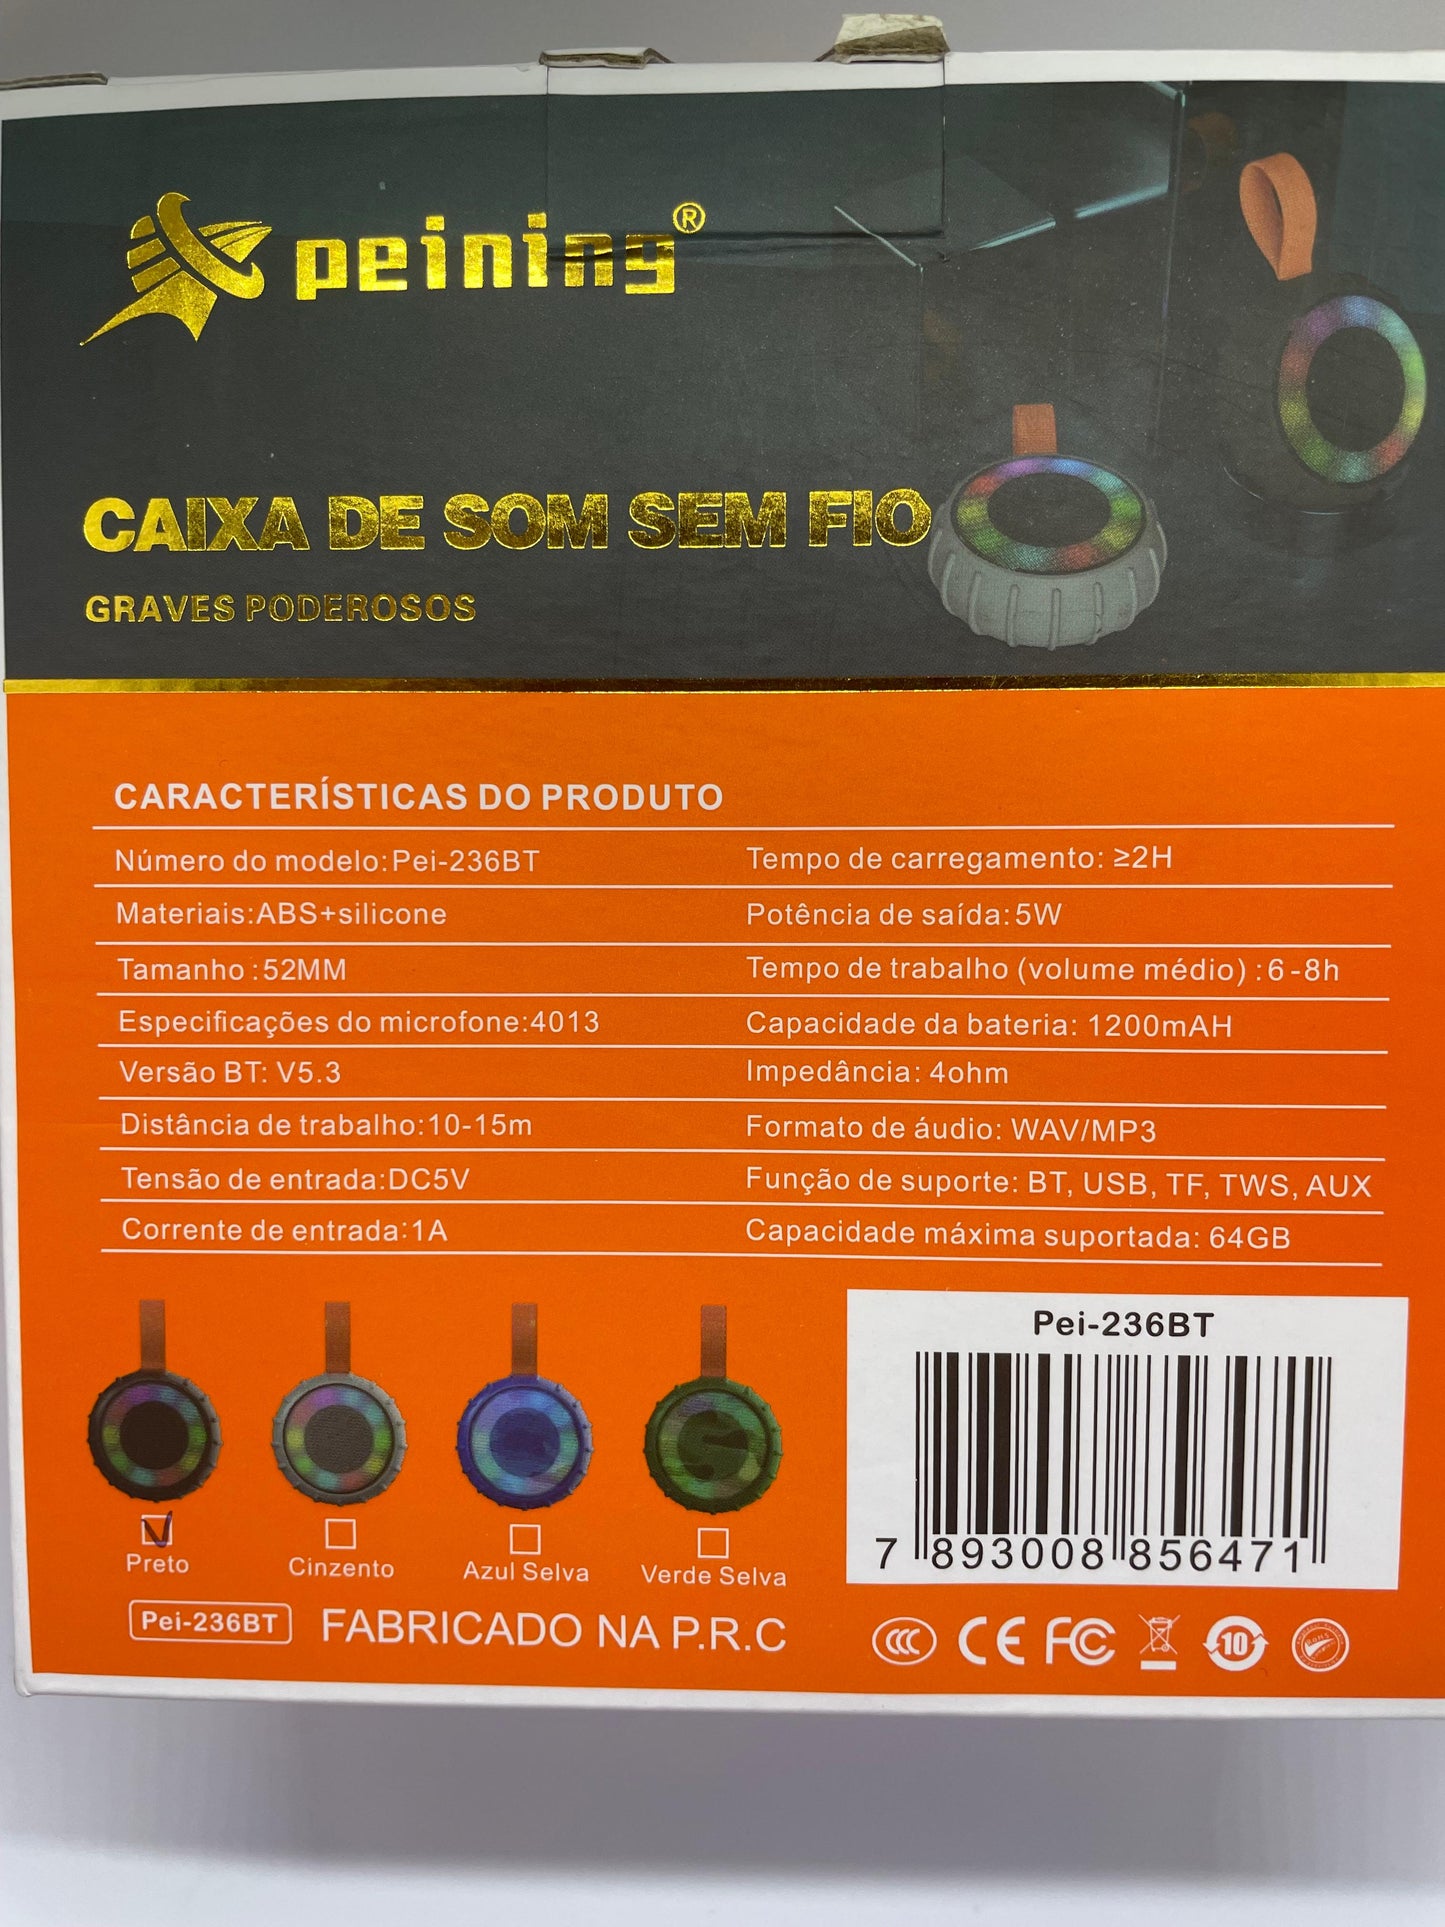 peining®
CAIXA DE SOM SEM FIO
GRAVES PODEROSOS
CARACTERÍSTICAS DO PRODUTO
Número do modelo:Pei-236BT
Tempo de carregamento: ≥2H
Materiais:ABS+silicone
Potência de saída:5W
Tamanho :52MM
Tempo de trabalho (volume médio) :6-8h
Especificações do microfone:4013
Capacidade da bateria: 1200mAH
Versão BT: V5.3
Impedância: 4ohm
Distância de trabalho:10-15m
Formato de áudio: WAV/MP3
Tensão de entrada:DC5V
Função de suporte: BT, USB, TF, TWS, AUX
Corrente de entrada:1A
Capacidade máxima suportada: 64GB
Pei-236BT
7 893008 856471
Preto
Cinzento
Azul Selva
Verde Selva
Pei-236BT
FABRICADO NA P.R.C
CCC CE FC 10 RoHS